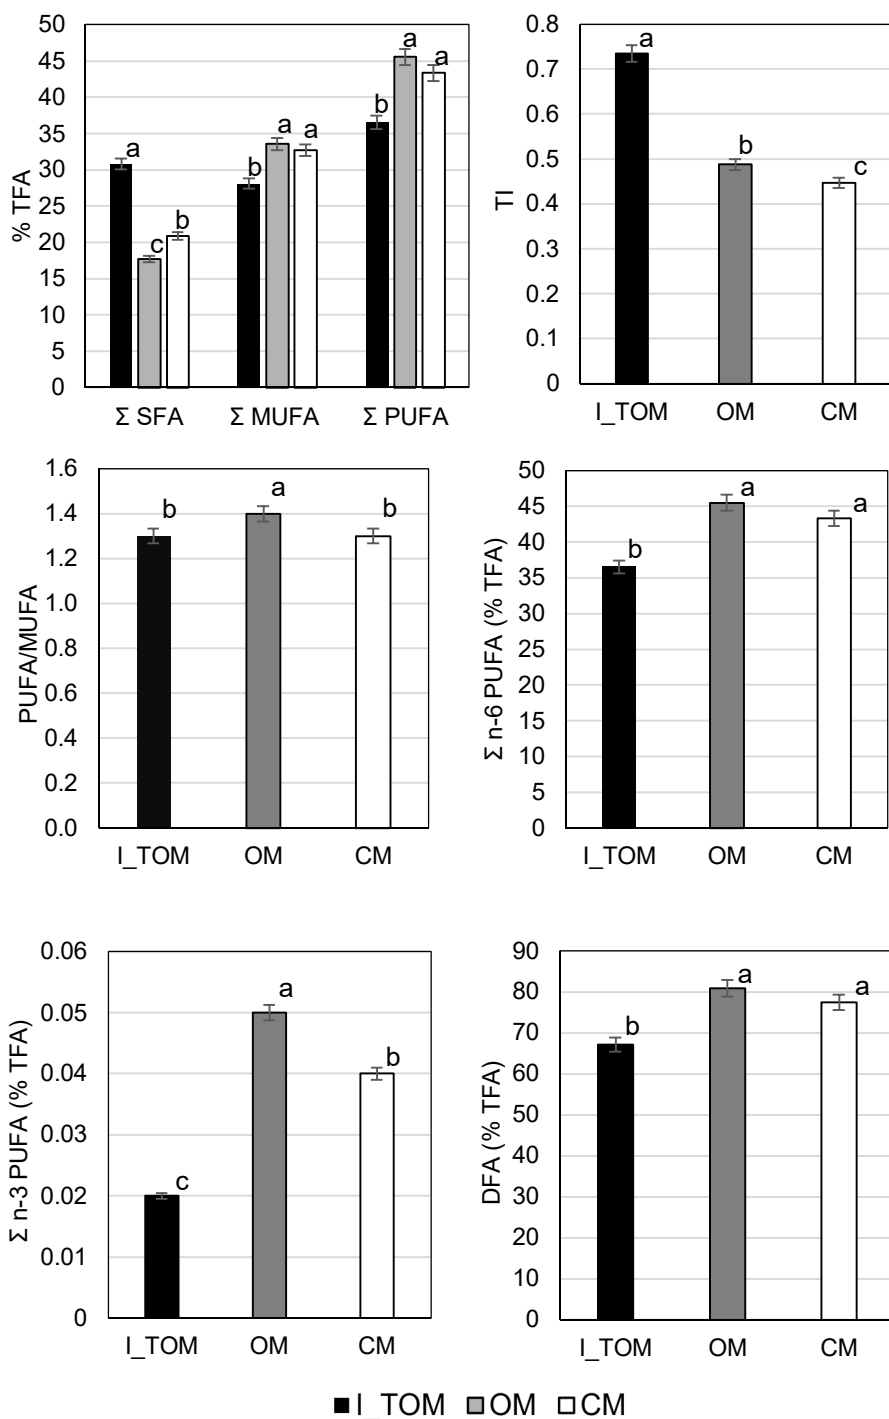 % TFA
50
45
40
35
30
25
20
15
10
5
0
a
c
b
b
a
a
b
a
a
Σ SFA Σ MUFA Σ PUFA
TI
0.8
0.7
0.6
0.5
0.4
0.3
0.2
0.1
0
a
b
c
I_TOM OM CM
PUFA/MUFA
1.6
1.4
1.2
1.0
0.8
0.6
0.4
0.2
0.0
b
a
b
I_TOM OM CM
Σ n-6 PUFA (% TFA)
50
45
40
35
30
25
20
15
10
5
0
b
a
a
I_TOM OM CM
Σ n-3 PUFA (% TFA)
0.06
0.05
0.04
0.03
0.02
0.01
0
c
a
b
I_TOM OM CM
DFA (% TFA)
90
80
70
60
50
40
30
20
10
0
b
a
a
I_TOM OM CM
I_TOM OM CM